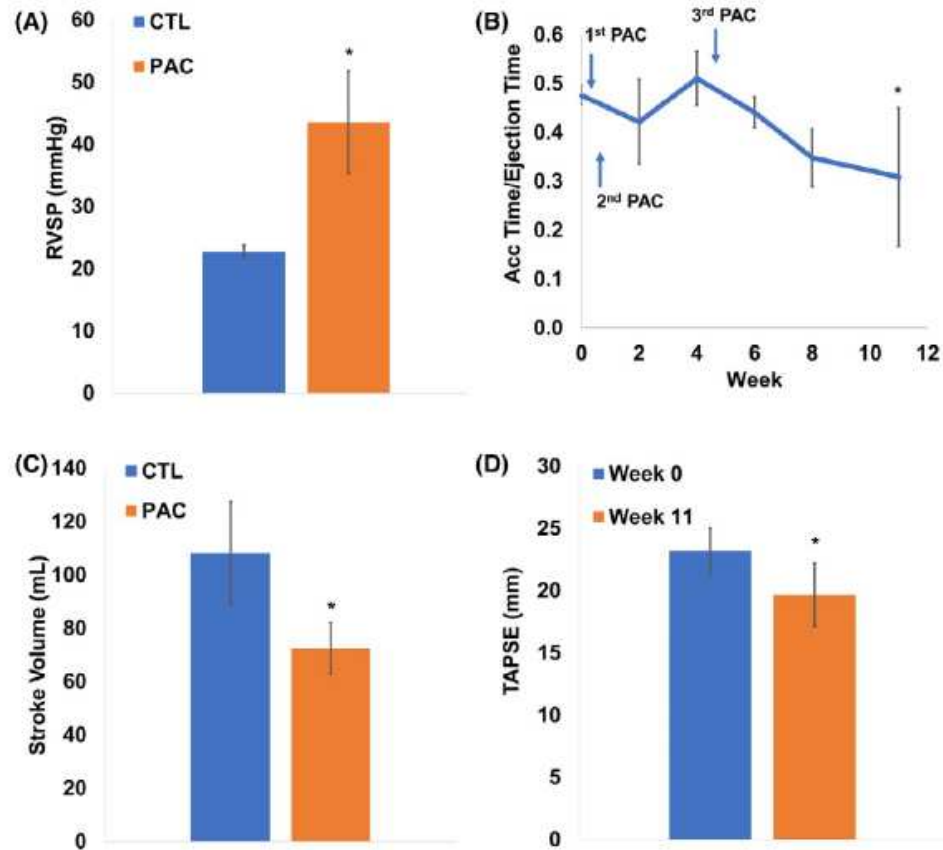 (A)
60
50
40
30
20
10
0
RVSP (mmHg)
CTL
PAC
*
(B)
0.6
0.5
0.4
0.3
0.2
0.1
0.0
Acc Time/Ejection Time
1st PAC
2nd PAC
3rd PAC
*
0 2 4 6 8 10 12
Week
(C)
140
120
100
80
60
40
20
0
Stroke Volume (mL)
CTL
PAC
*
(D)
30
25
20
15
10
5
0
TAPSE (mm)
Week 0
Week 11
*